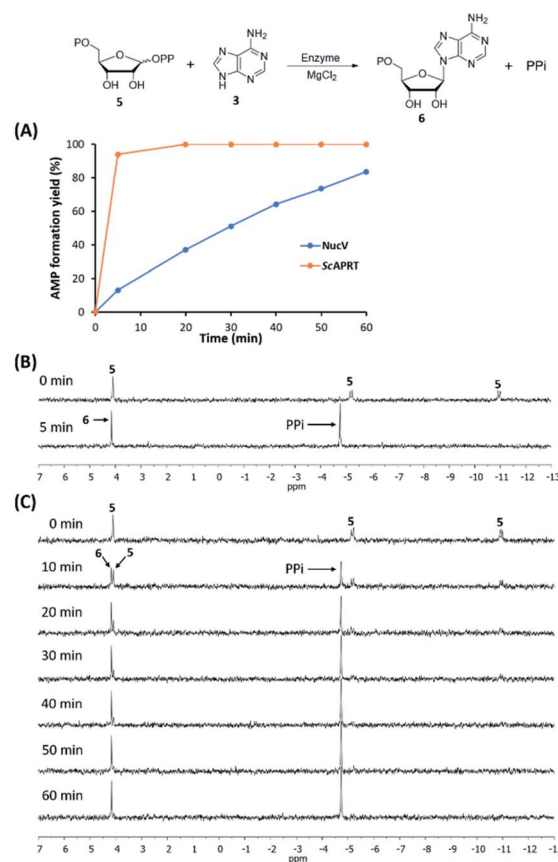 NH₂
NH₂
PO
O
OPP
OH OH
5
+
N
N
N
H
N
3
Enzyme
MgCl₂
PO
O
N
N
N
N
OH OH
6
+ PPi
(A)
AMP formation yield (%)
100
80
60
40
20
0
NucV
ScAPRT
0 10 20 30 40 50 60
Time (min)
(B)
0 min
5
5
5
5 min
6
PPi
7 6 5 4 3 2 1 0 -1 -2 -3 -4 -5 -6 -7 -8 -9 -10 -11 -12 -13
ppm
(C)
0 min
5
5
5
10 min
6 5
PPi
20 min
30 min
40 min
50 min
60 min
7 6 5 4 3 2 1 0 -1 -2 -3 -4 -5 -6 -7 -8 -9 -10 -11 -12 -13
ppm